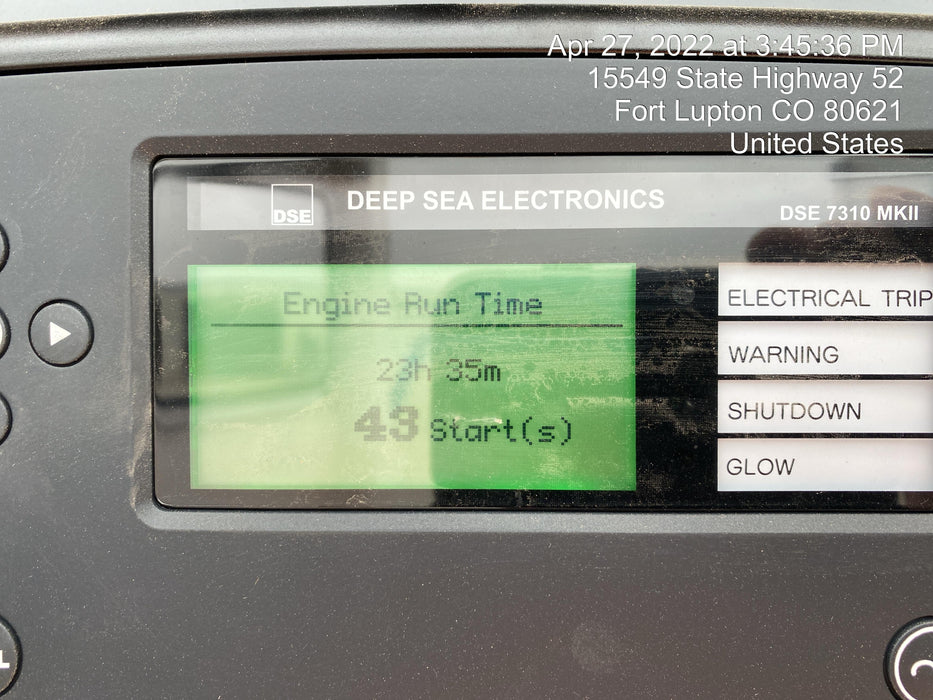 Apr 27, 2022 at 3:45:36 PM
15549 State Highway 52
Fort Lupton CO 80621
United States
DSE
DEEP SEA ELECTRONICS
DSE 7310 MKII
Engine Run Time
23h 35m
43 Start(s)
ELECTRICAL TRIP
WARNING
SHUTDOWN
GLOW